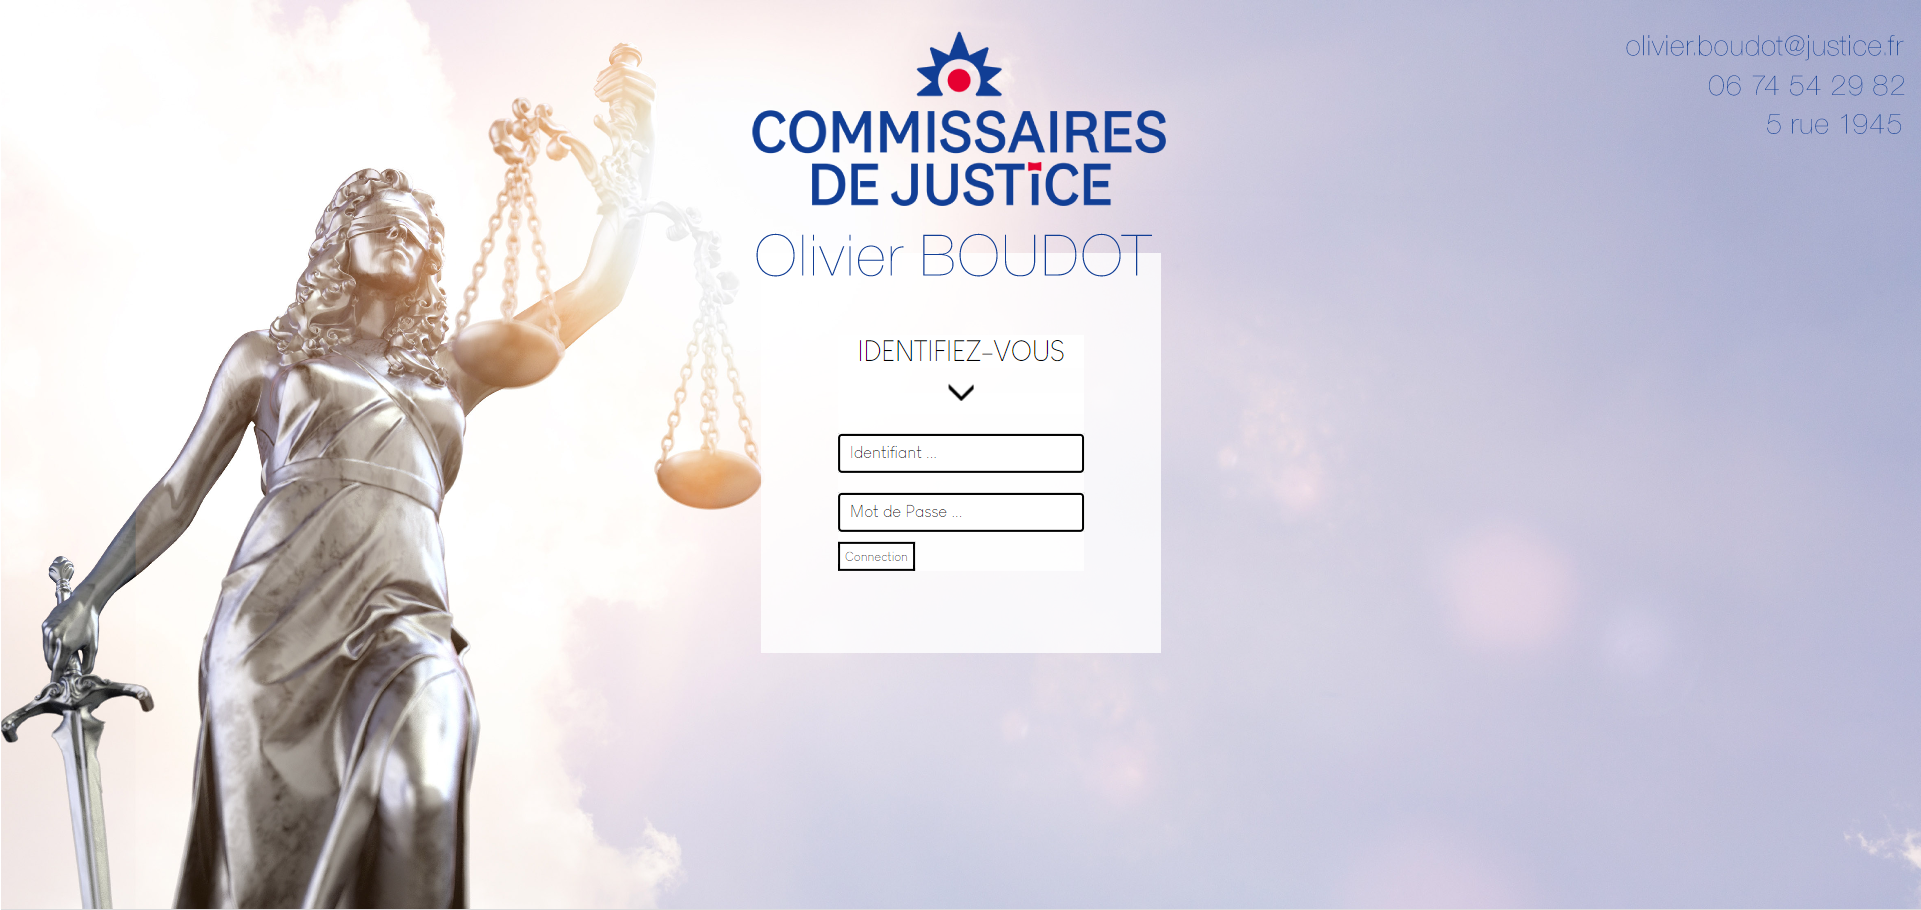 COMMISSAIRES
DE JUSTICE
Olivier BOUDOT
olivier.boudot@justice.fr
06 74 54 29 82
5 rue 1945
IDENTIFIEZ-VOUS
Identifiant ...
Mot de Passe ...
Connection